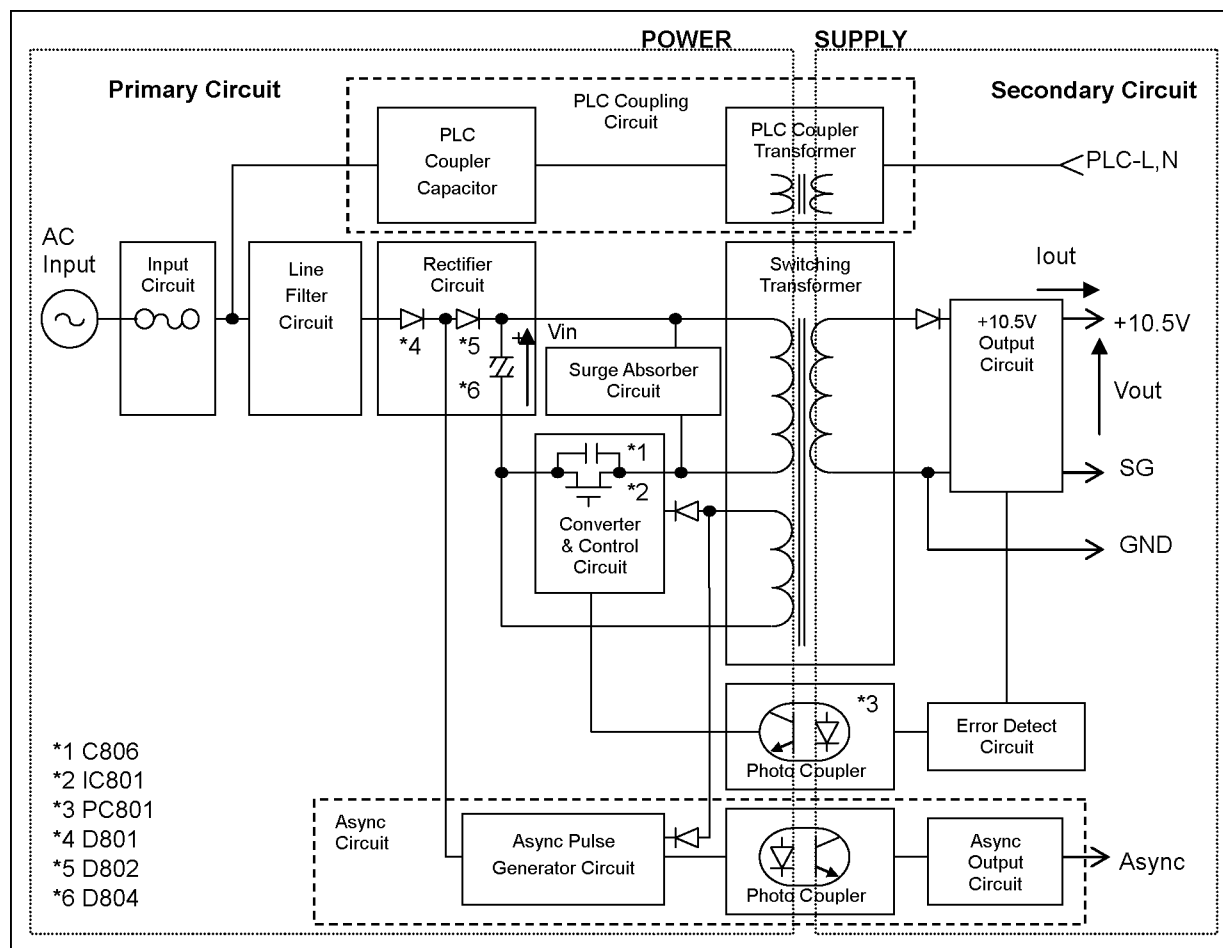 POWER SUPPLY
Primary Circuit
Secondary Circuit
PLC Coupling
Circuit
PLC
Coupler
Capacitor
PLC Coupler
Transformer
PLC-L,N
AC
Input
Input
Circuit
Line
Filter
Circuit
Rectifier
Circuit
*4
*5
*6
+
Vin
Surge Absorber
Circuit
Switching
Transformer
+10.5V
Output
Circuit
Iout
+10.5V
Vout
SG
GND
*1
*2
Converter
& Control
Circuit
*3
Photo Coupler
Error Detect
Circuit
*1 C806
*2 IC801
*3 PC801
*4 D801
*5 D802
*6 D804
Async
Circuit
Async Pulse
Generator Circuit
Photo Coupler
Async
Output
Circuit
Async